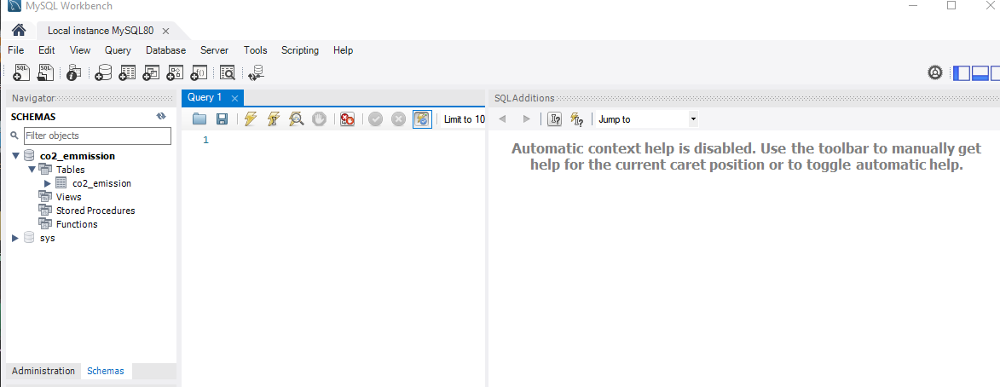 MySQL Workbench
Local instance MySQL80
File Edit View Query Database Server Tools Scripting Help
Navigator
SCHEMAS
Filter objects
co2_emmission
Tables
co2_emission
Views
Stored Procedures
Functions
sys
Administration Schemas
Query 1
Limit to 10
1
SQLAdditions
Jump to
Automatic context help is disabled. Use the toolbar to manually get
help for the current caret position or to toggle automatic help.